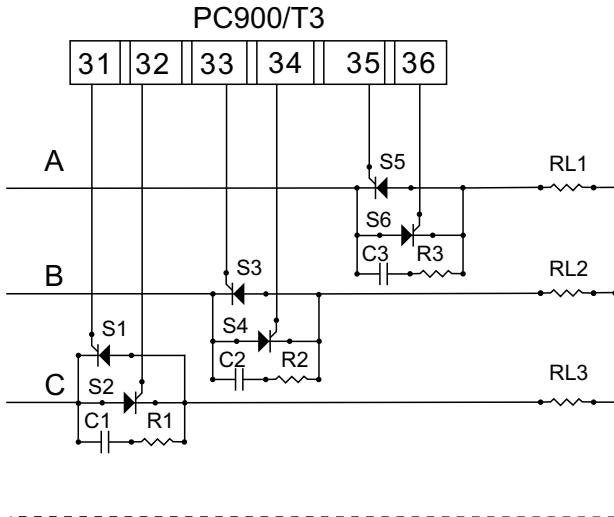 PC900/T3
31 32 33 34 35 36
A S5 RL1
S6
C3 R3
B S3 RL2
S4
C2 R2
S1
C S2 RL3
C1 R1